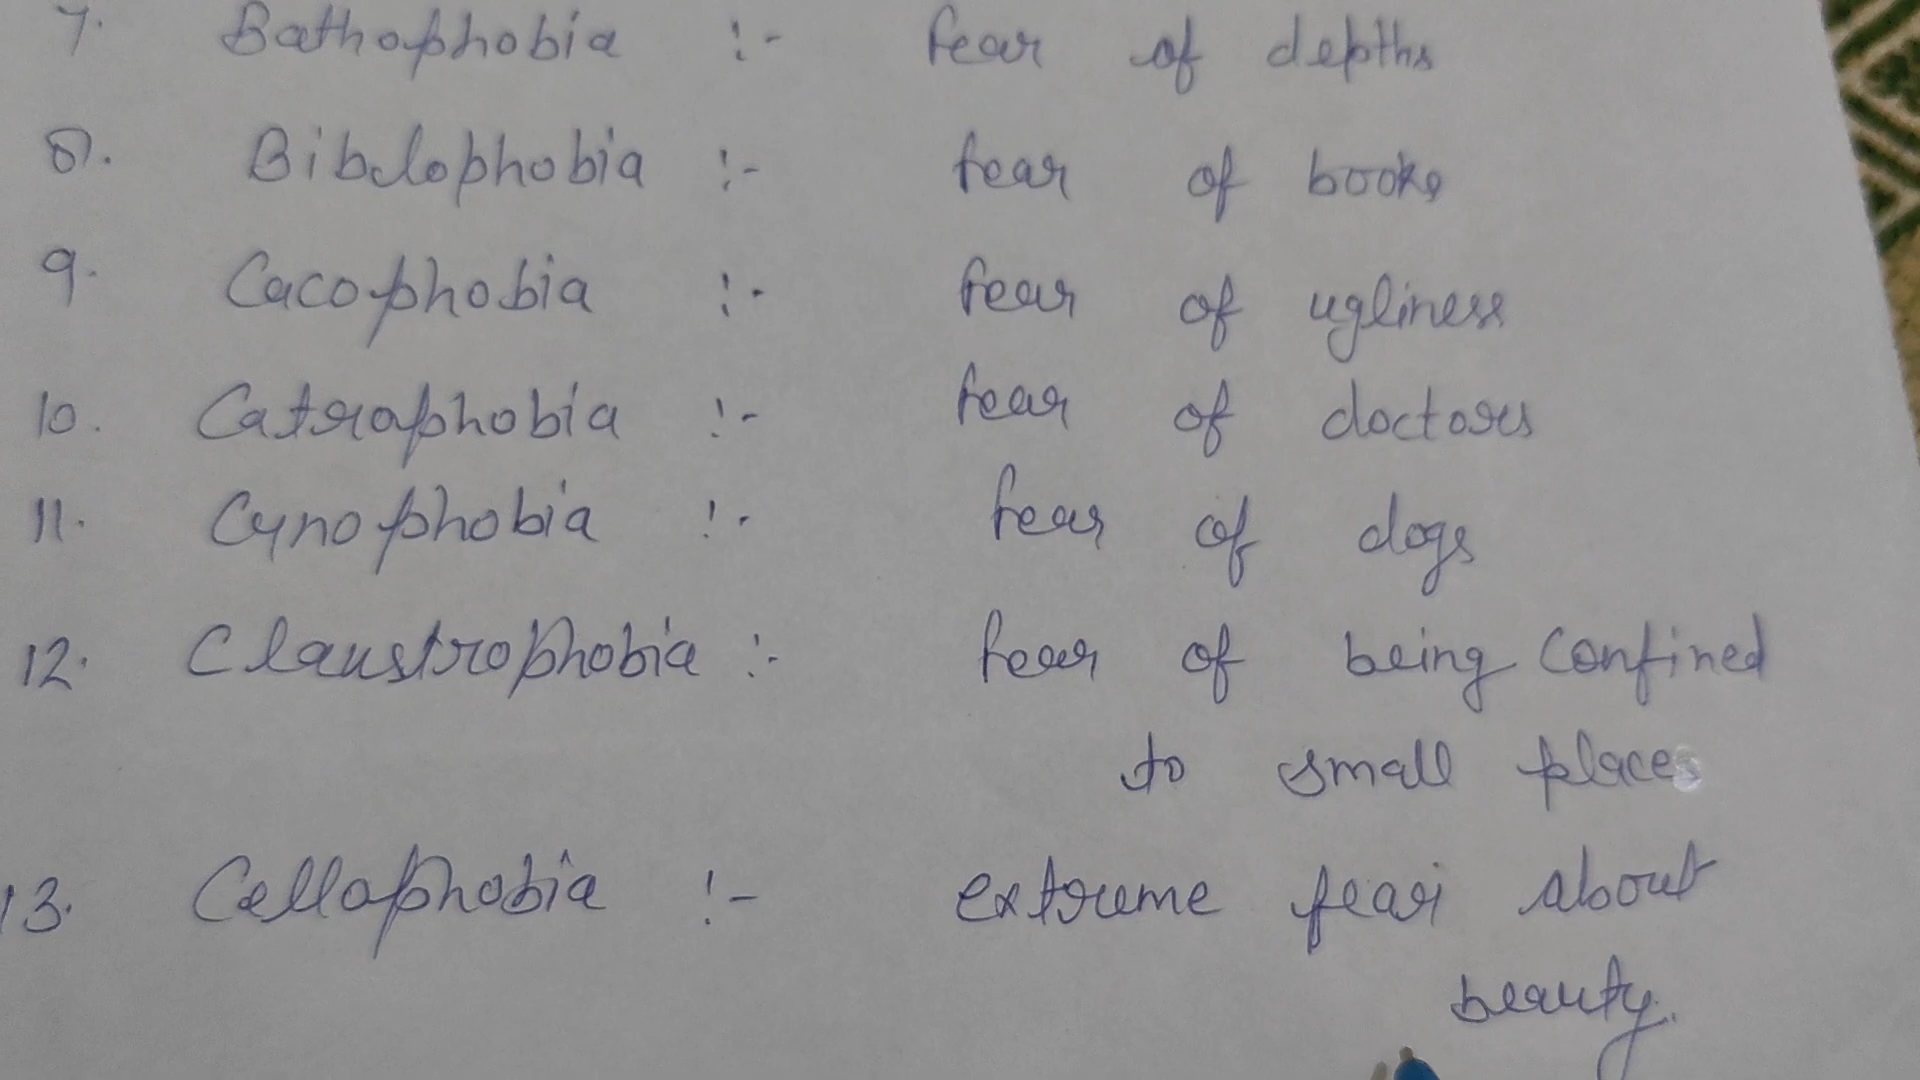 7. Bathophobia :- fear of depths
8. Biblophobia :- fear of books
9. Cacophobia :- fear of ugliness
10. Catraphobia :- fear of doctors
11. Cynophobia :- fear of dogs
12. Claustrophobia :- fear of being Confined
to small places
13. Cellaphobia :- extreme fear about
beauty.